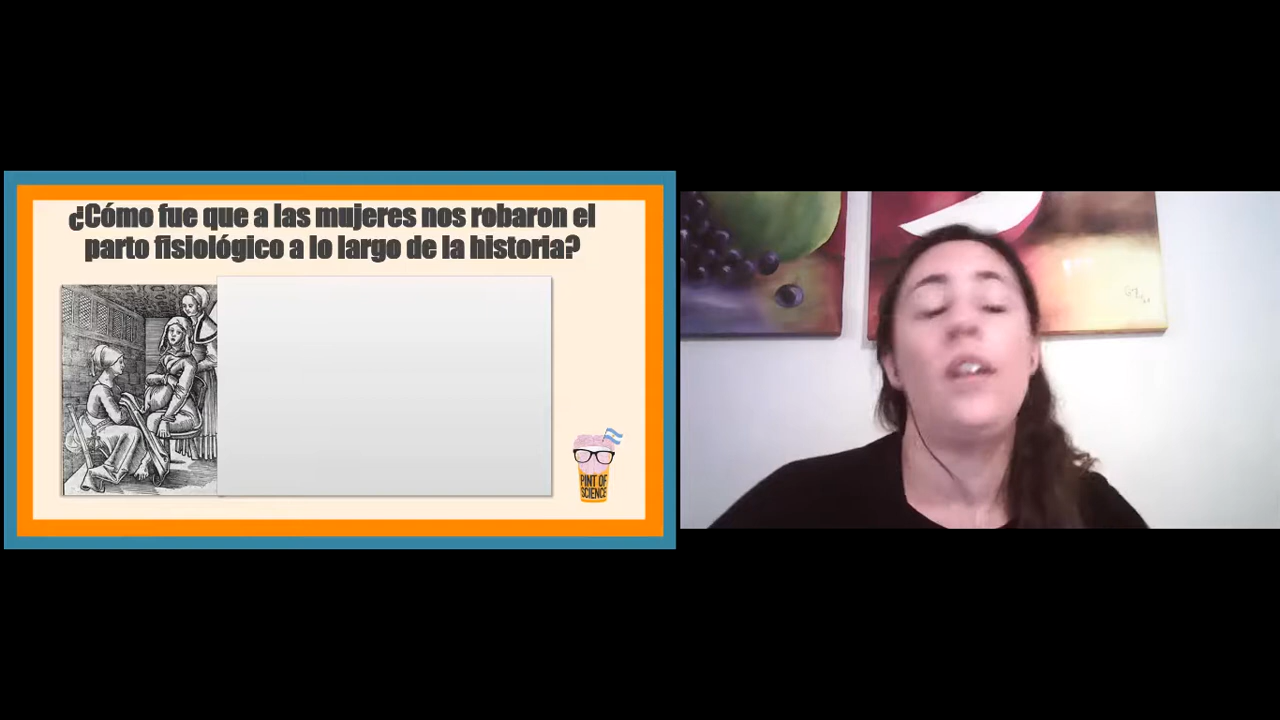 ¿Cómo fue que a las mujeres nos robaron el
parto fisiológico a lo largo de la historia?
PINT OF
SCIENCE